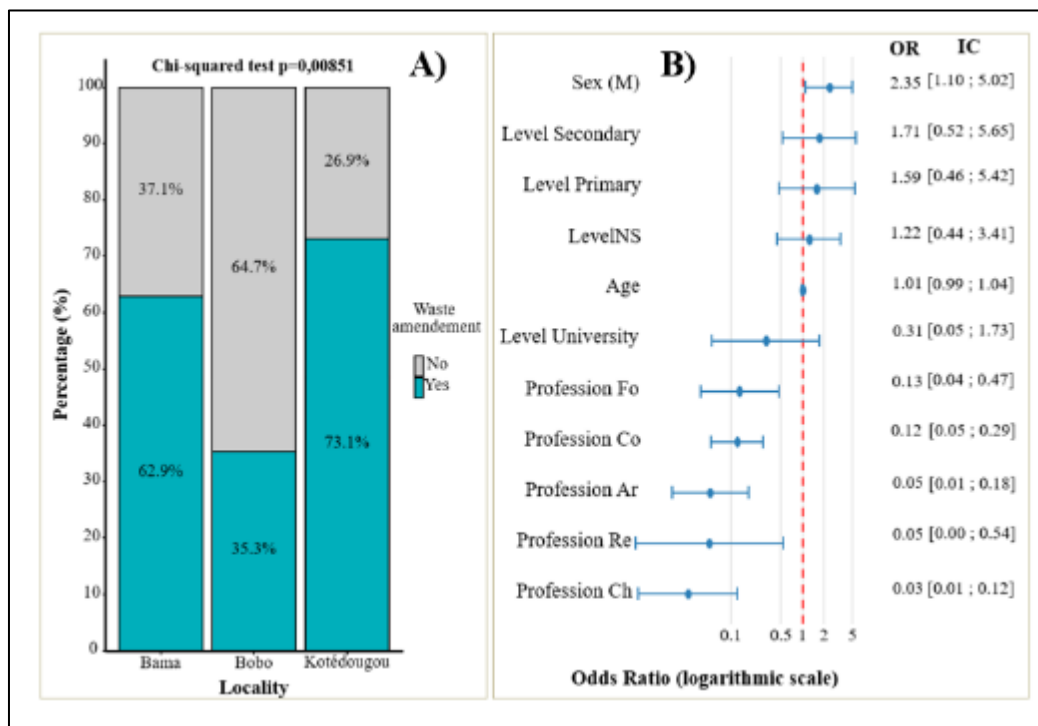 Chi-squared test p=0,00851
A)
Percentage (%)
100
90
80
70
60
50
40
30
20
10
0
37.1%
62.9%
64.7%
35.3%
26.9%
73.1%
Bama
Bobo
Kotédougou
Locality
Waste
amendement
No
Yes
B)
OR IC
Sex (M) 2.35 [1.10 ; 5.02]
Level Secondary 1.71 [0.52 ; 5.65]
Level Primary 1.59 [0.46 ; 5.42]
LevelNS 1.22 [0.44 ; 3.41]
Age 1.01 [0.99 ; 1.04]
Level University 0.31 [0.05 ; 1.73]
Profession Fo 0.13 [0.04 ; 0.47]
Profession Co 0.12 [0.05 ; 0.29]
Profession Ar 0.05 [0.01 ; 0.18]
Profession Re 0.05 [0.00 ; 0.54]
Profession Ch 0.03 [0.01 ; 0.12]
0.1 0.5 1 2 5
Odds Ratio (logarithmic scale)